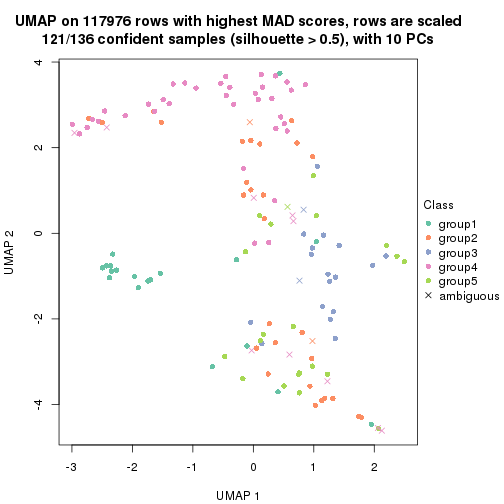 UMAP on 117976 rows with highest MAD scores, rows are scaled
121/136 confident samples (silhouette > 0.5), with 10 PCs
4
2
0
-2
-4
UMAP 2
-3
-2
-1
0
1
2
UMAP 1
Class
group1
group2
group3
group4
group5
ambiguous